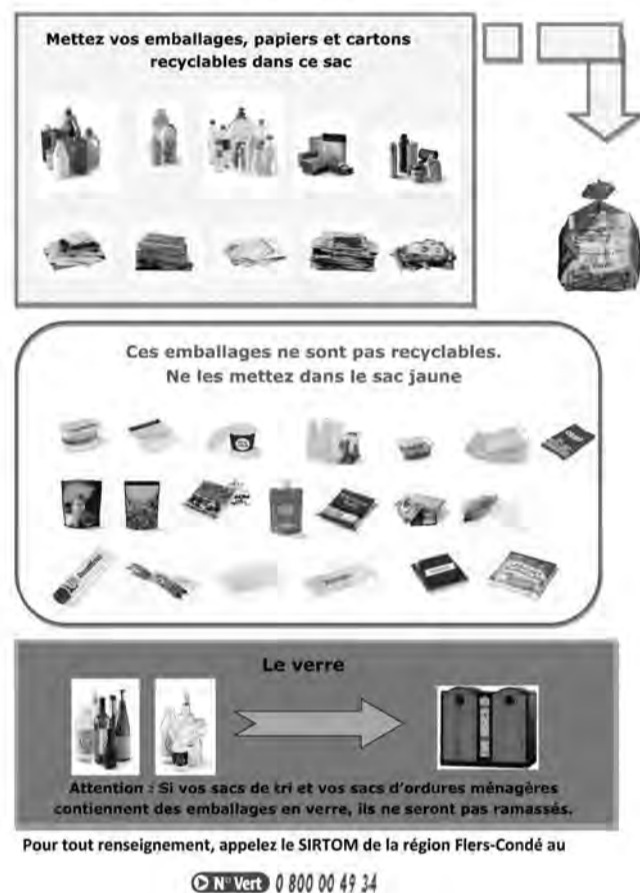 Mettez vos emballages, papiers et cartons
recyclables dans ce sac
Ces emballages ne sont pas recyclables.
Ne les mettez dans le sac jaune
Le verre
Attention : Si vos sacs de tri et vos sacs d'ordures ménagères
contiennent des emballages en verre, ils ne seront pas ramassés.
Pour tout renseignement, appelez le SIRTOM de la région Flers-Condé au
N° Vert 0 800 00 49 34